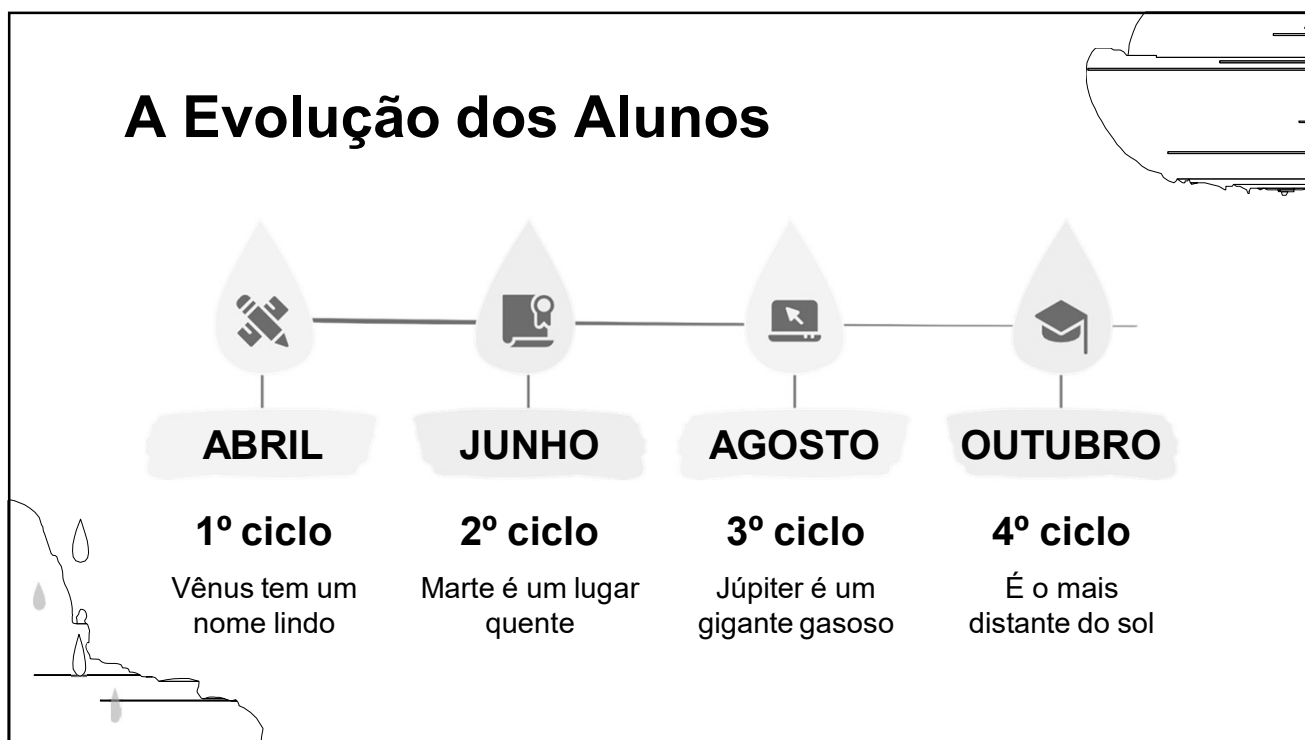 A Evolução dos Alunos
ABRIL
JUNHO
AGOSTO
OUTUBRO
1º ciclo
2º ciclo
3º ciclo
4º ciclo
Vênus tem um
nome lindo
Marte é um lugar
quente
Júpiter é um
gigante gasoso
É o mais
distante do sol